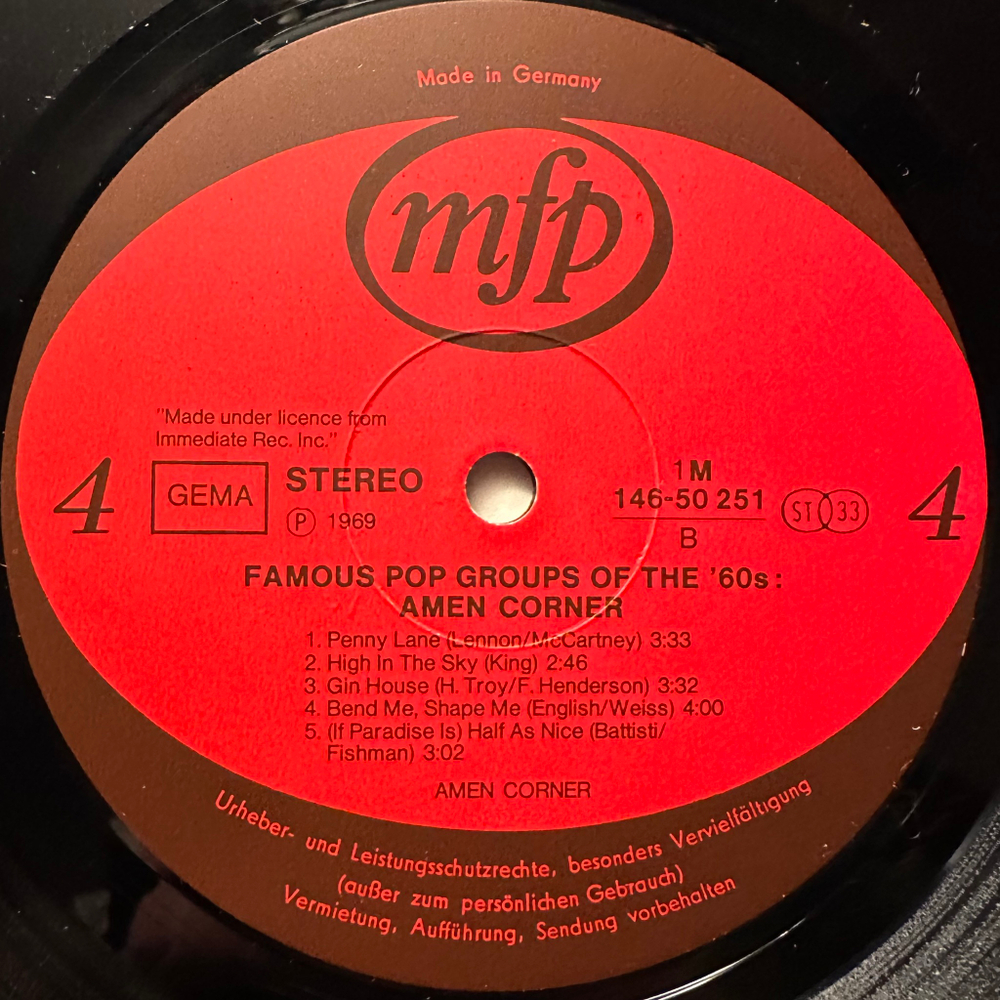 Made in Germany
mfp
"Made under licence from
Immediate Rec. Inc."
4
GEMA
STEREO
Ⓟ 1969
1M
146-50 251
B
ST 33
4
FAMOUS POP GROUPS OF THE '60s:
AMEN CORNER
1. Penny Lane (Lennon/McCartney) 3:33
2. High In The Sky (King) 2:46
3. Gin House (H. Troy/F. Henderson) 3:32
4. Bend Me, Shape Me (English/Weiss) 4:00
5. (If Paradise Is) Half As Nice (Battisti/
Fishman) 3:02
AMEN CORNER
Urheber- und Leistungsschutzrechte, besonders Vervielfältigung
(außer zum persönlichen Gebrauch)
Vermietung, Aufführung, Sendung vorbehalten